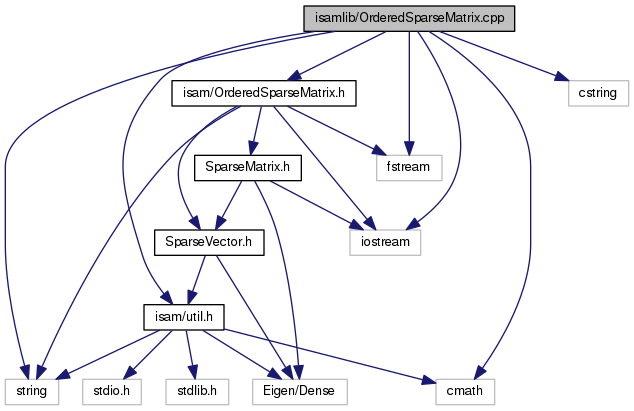 isamlib/OrderedSparseMatrix.cpp
isam/OrderedSparseMatrix.h
cstring
SparseMatrix.h
fstream
SparseVector.h
iostream
isam/util.h
string
stdio.h
stdlib.h
Eigen/Dense
cmath